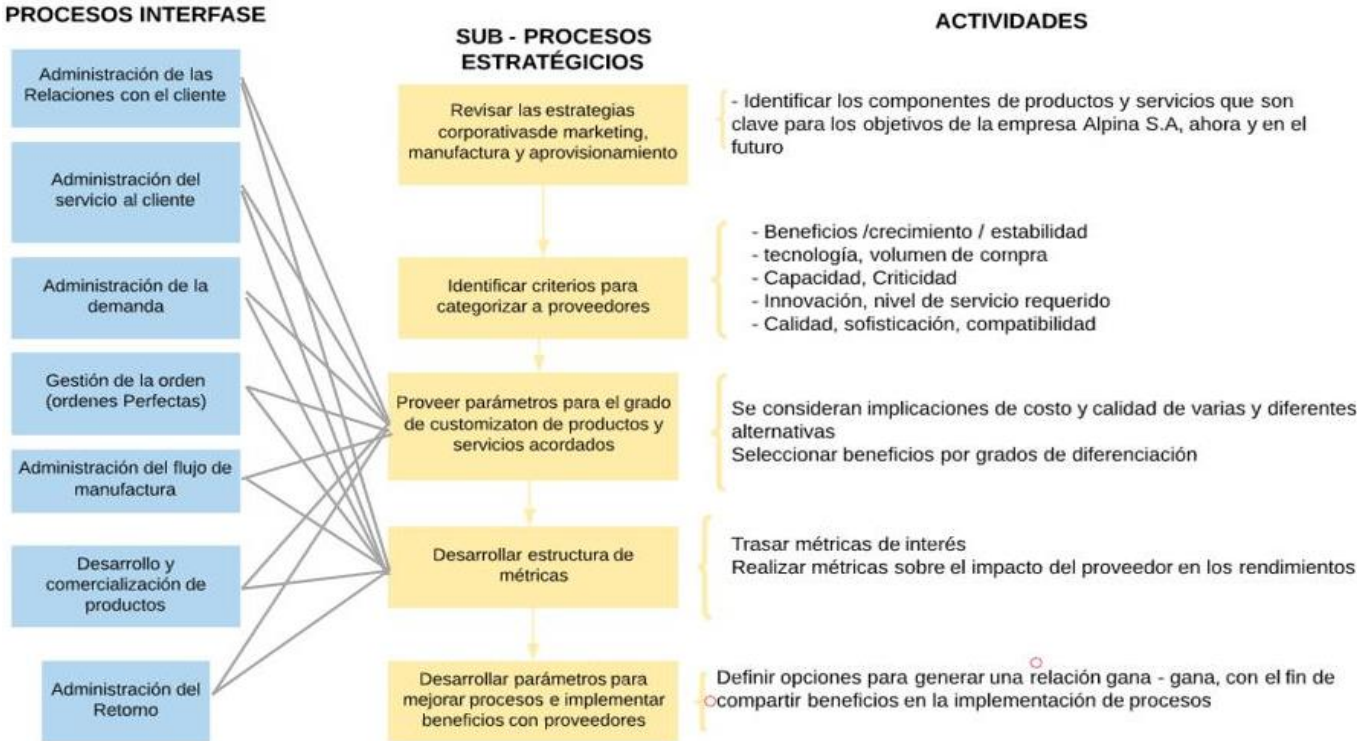 PROCESOS INTERFASE
Administración de las
Relaciones con el cliente
Administración del
servicio al cliente
Administración de la
demanda
Gestión de la orden
(ordenes Perfectas)
Administración del flujo de
manufactura
Desarrollo y
comercialización de
productos
Administración del
Retorno
SUB - PROCESOS
ESTRATÉGICIOS
Revisar las estrategias
corporativasde marketing,
manufactura y aprovisionamiento
Identificar criterios para
categorizar a proveedores
Proveer parámetros para el grado
de customizaton de productos y
servicios acordados
Desarrollar estructura de
métricas
Desarrollar parámetros para
mejorar procesos e implementar
beneficios con proveedores
ACTIVIDADES
- Identificar los componentes de productos y servicios que son
clave para los objetivos de la empresa Alpina S.A, ahora y en el
futuro
- Beneficios /crecimiento / estabilidad
- tecnología, volumen de compra
- Capacidad, Criticidad
- Innovación, nivel de servicio requerido
- Calidad, sofisticación, compatibilidad
Se consideran implicaciones de costo y calidad de varias y diferentes
alternativas
Seleccionar beneficios por grados de diferenciación
Trasar métricas de interés
Realizar métricas sobre el impacto del proveedor en los rendimientos
Definir opciones para generar una relación gana - gana, con el fin de
compartir beneficios en la implementación de procesos